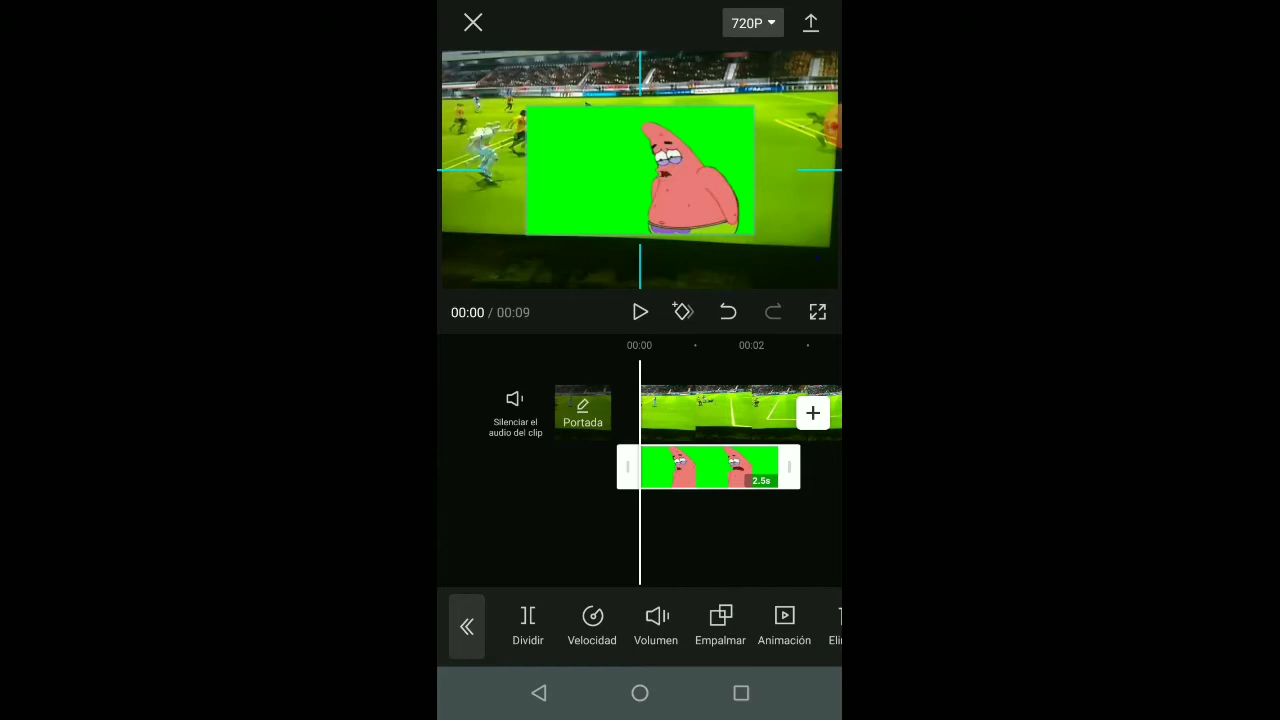 720P
00:00 / 00:09
00:00
00:02
Silenciar el
audio del clip
Portada
2.5s
Dividir
Velocidad
Volumen
Empalmar
Animación